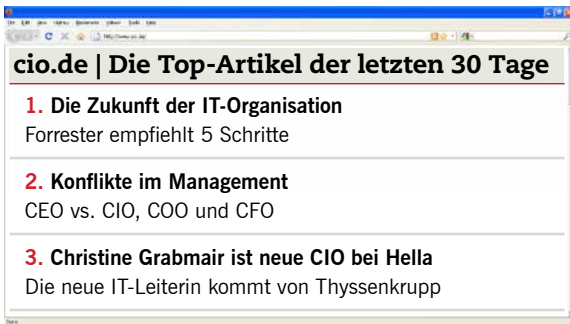 cio.de | Die Top-Artikel der letzten 30 Tage
1. Die Zukunft der IT-Organisation
Forrester empfiehlt 5 Schritte
2. Konflikte im Management
CEO vs. CIO, COO und CFO
3. Christine Grabmair ist neue CIO bei Hella
Die neue IT-Leiterin kommt von Thyssenkrupp